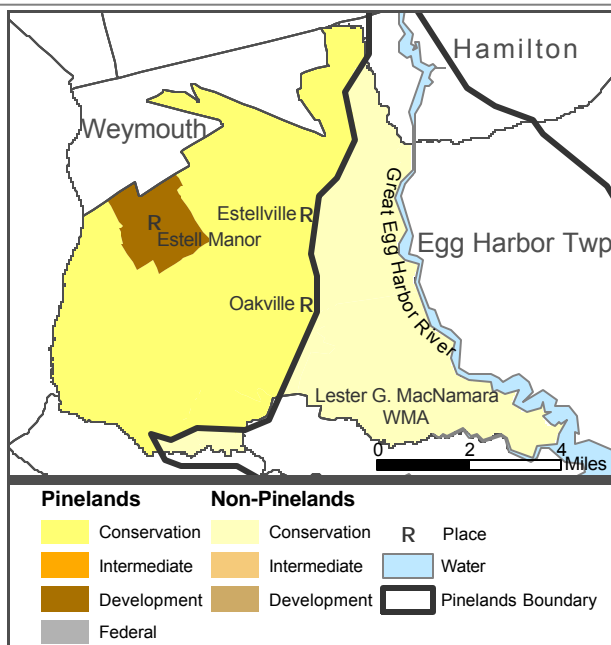 Hamilton
Weymouth
Great Egg Harbor River
Estellville R
R
Estell Manor
Egg Harbor Twp
Oakville R
Lester G. MacNamara
WMA
0 2 4
Miles
Pinelands Non-Pinelands
Conservation Conservation R Place
Intermediate Intermediate Water
Development Development Pinelands Boundary
Federal